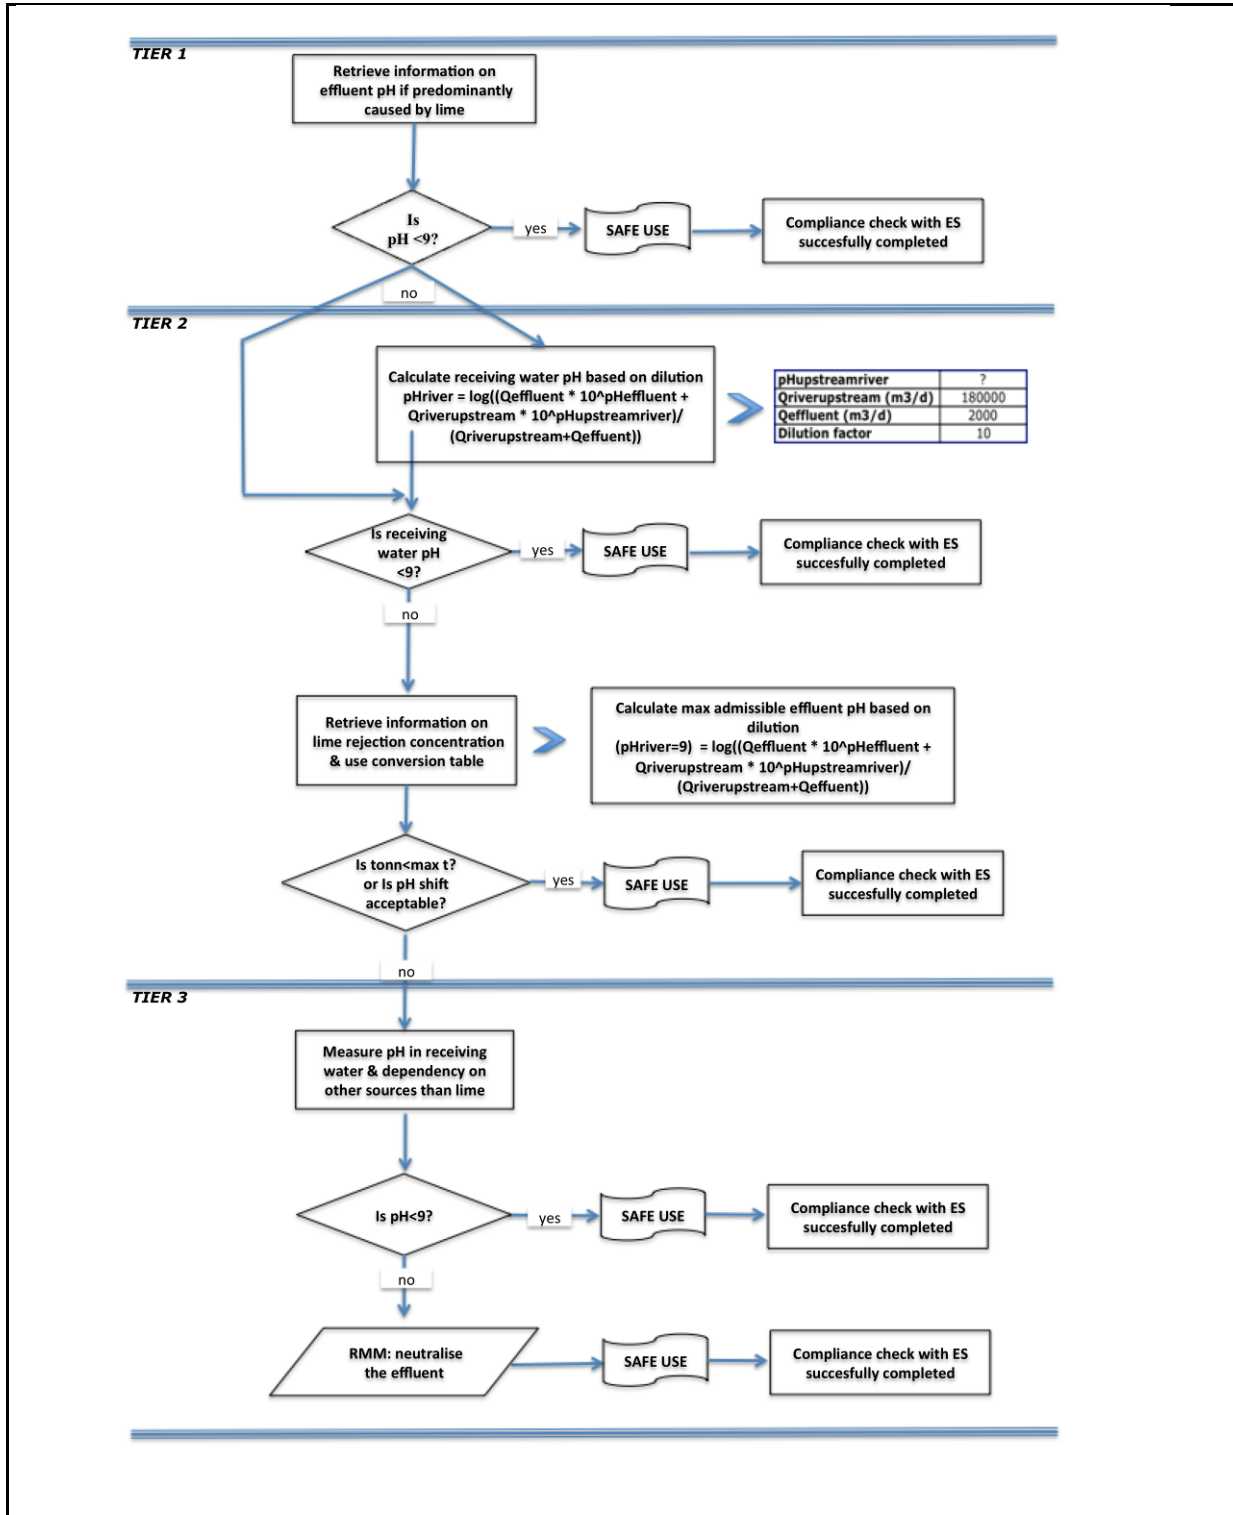 TIER 1
Retrieve information on
effluent pH if predominantly
caused by lime
Is
pH <9?
yes
SAFE USE
Compliance check with ES
succesfully completed
no
TIER 2
Calculate receiving water pH based on dilution
pHriver = log((Qeffluent * 10^pHeffluent +
Qriverupstream * 10^pHupstreamriver)/
(Qriverupstream+Qeffuent))
pHupstreamriver ?
Qriverupstream (m3/d) 180000
Qeffluent (m3/d) 2000
Dilution factor 10
Is receiving
water pH
<9?
yes
SAFE USE
Compliance check with ES
succesfully completed
no
Retrieve information on
lime rejection concentration
& use conversion table
Calculate max admissible effluent pH based on
dilution
(pHriver=9) = log((Qeffluent * 10^pHeffluent +
Qriverupstream * 10^pHupstreamriver)/
(Qriverupstream+Qeffuent))
Is tonn<max t?
or Is pH shift
acceptable?
yes
SAFE USE
Compliance check with ES
succesfully completed
no
TIER 3
Measure pH in receiving
water & dependency on
other sources than lime
Is pH<9?
yes
SAFE USE
Compliance check with ES
succesfully completed
no
RMM: neutralise
the effluent
SAFE USE
Compliance check with ES
succesfully completed